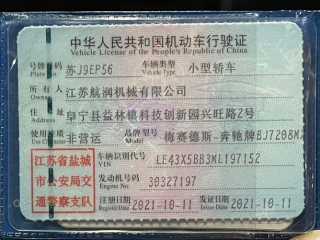 中华人民共和国机动车行驶证
Vehicle License of the People's Republic of China
号牌号码 苏J9EP56 车辆类型 小型轿车
Plate No. Vehicle Type
所有人 江苏航润机械有限公司
Owner
住址 阜宁县益林镇科技创新园兴旺路2号
Address
使用性质 非营运 品牌型号 梅赛德斯-奔驰牌BJ7208
Use Character Model
江苏省盐城
市公安局交
通警察支队
车辆识别代号 LE43X5BB3ML197152
VIN
发动机号码 30327197
Engine No.
注册日期 2021-10-11 发证日期 2021-10-11
Register Date Issue Date